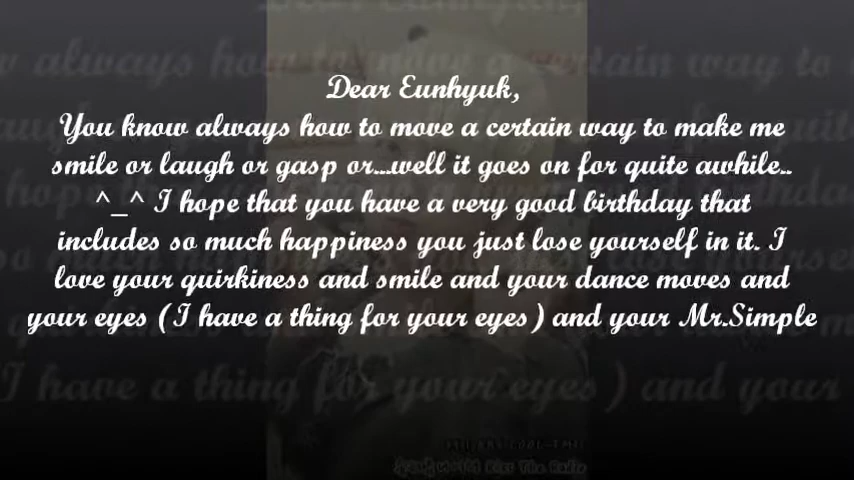 Dear Eunhyuk,
You know always how to move a certain way to make me
smile or laugh or gasp or...well it goes on for quite awhile..
^_^ I hope that you have a very good birthday that
includes so much happiness you just lose yourself in it. I
love your quirkiness and smile and your dance moves and
your eyes (I have a thing for your eyes) and your Mr.Simple
Kiss The Radio